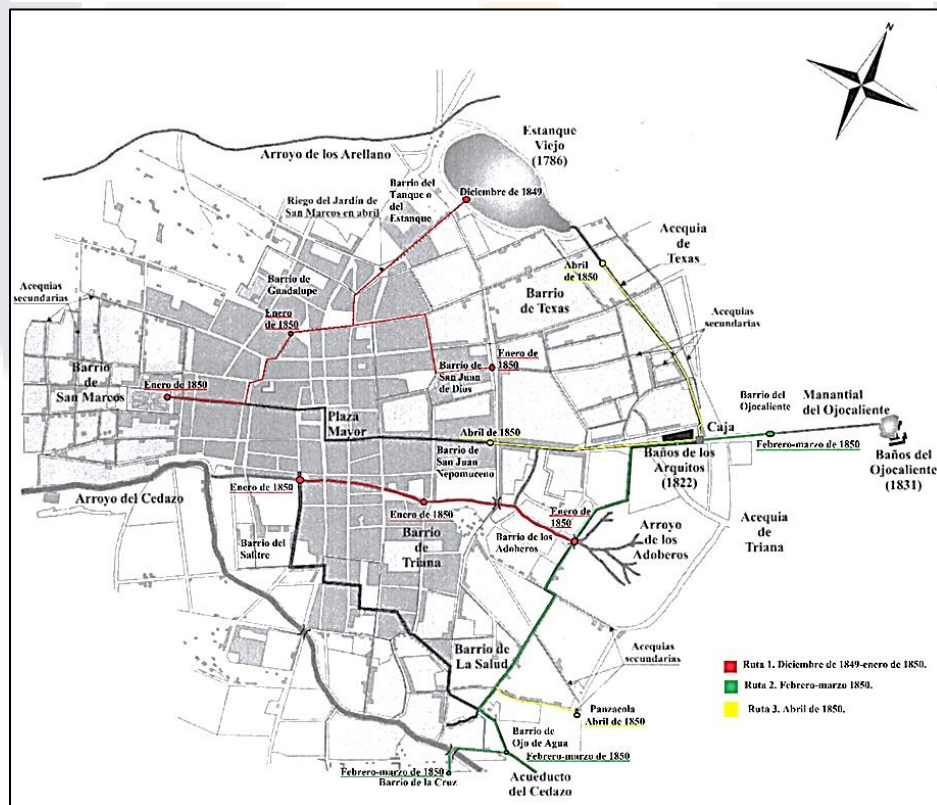 N
Estanque
Viejo
(1786)
Arroyo de los Arellano
Barrio del
Tanque o
del
Estanque
Diciembre de 1849
Riego del Jardín de
San Marcos en abril
Acequia
de Texas
Abril
de 1850
Barrio de
Guadalupe
Barrio
de Texas
Acequias
secundarias
Enero
de 1850
Acequias
secundarias
Barrio
de
San Marcos
Enero de 1850
Barrio de
San Juan
de Dios
Enero de
1850
Plaza
Mayor
Abril de 1850
Barrio de
San Juan
Nepomuceno
Barrio del
Ojocaliente
Manantial
del Ojocaliente
Caja
Febrero-marzo de 1850
Baños de los
Arquitos
(1822)
Baños del
Ojocaliente
(1831)
Arroyo del Cedazo
Enero de 1850
Enero de 1850
Enero de
1850
Barrio del
Salitre
Barrio
de
Triana
Barrio de los
Adoberos
Arroyo
de los
Adoberos
Acequia
de
Triana
Barrio de
La Salud
Acequias
secundarias
Ruta 1. Diciembre de 1849-enero de 1850.
Ruta 2. Febrero-marzo 1850.
Ruta 3. Abril de 1850.
Panzacola
Abril de 1850
Barrio de
Ojo de Agua
Febrero-marzo de 1850
Febrero-marzo de 1850
Barrio de la Cruz
Acueducto
del Cedazo